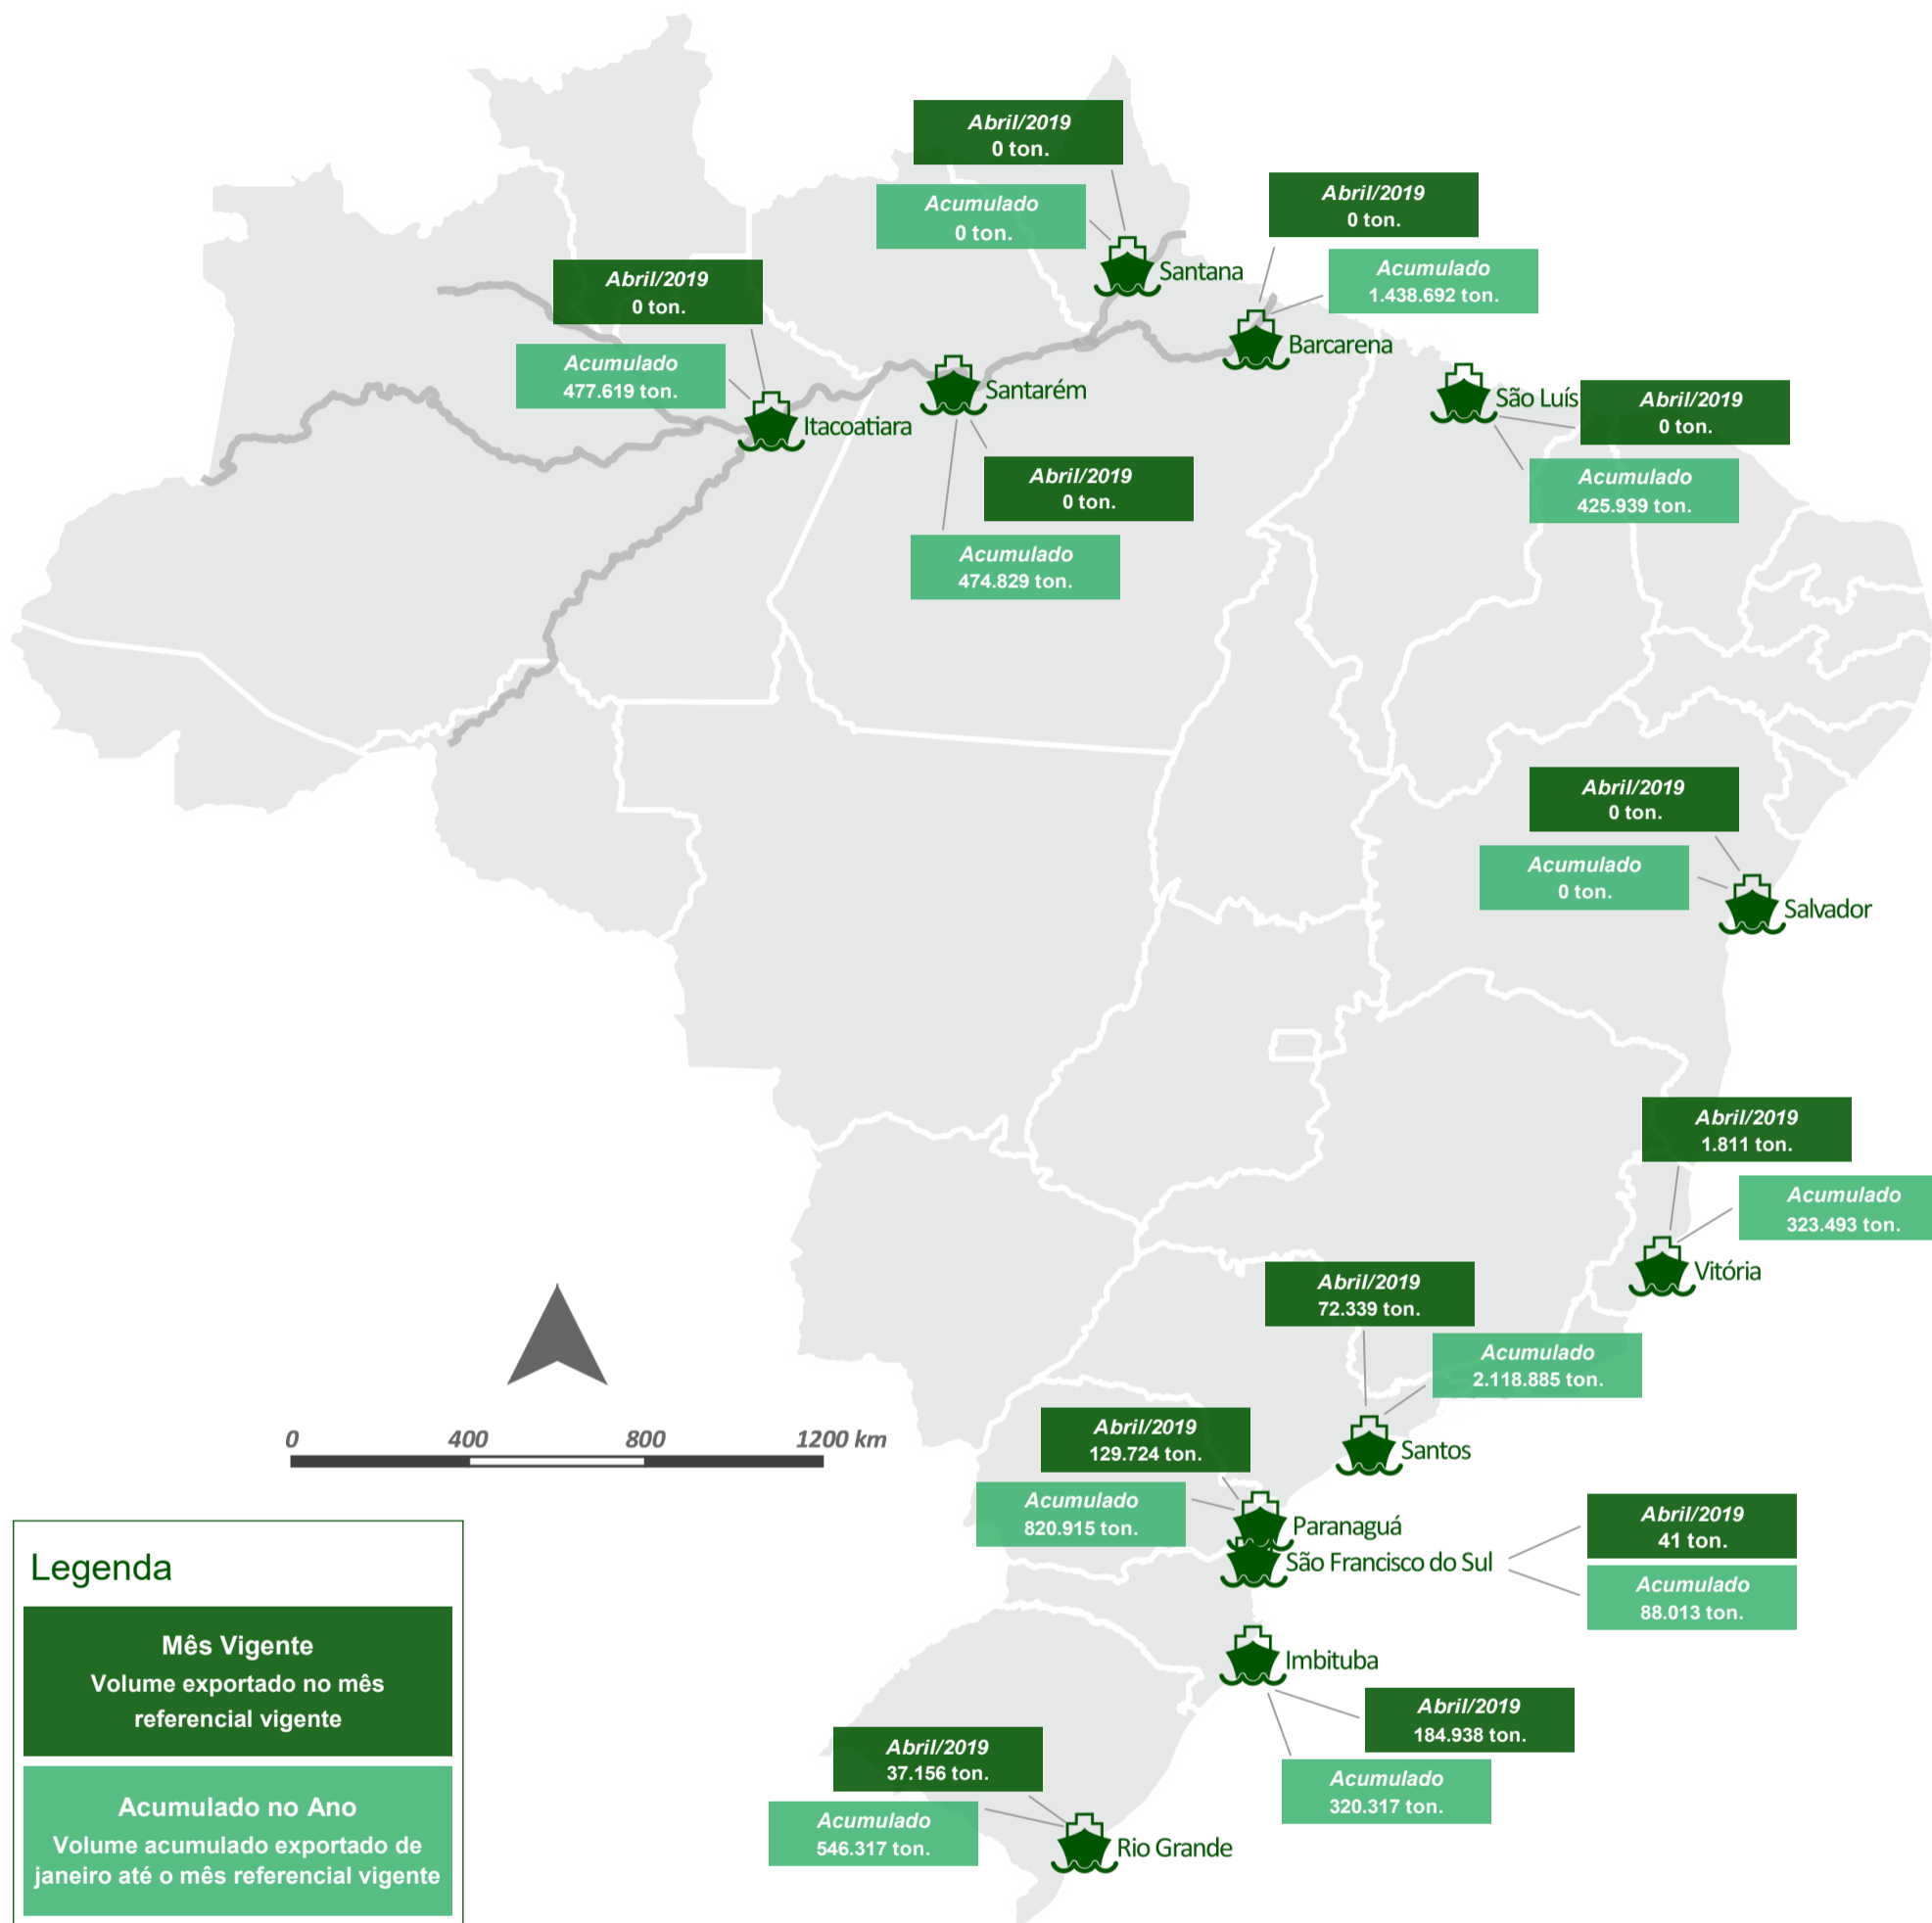 Abril/2019
0 ton.
Acumulado
0 ton.
Santana
Abril/2019
0 ton.
Acumulado
1.438.692 ton.
Barcarena
Abril/2019
0 ton.
Acumulado
477.619 ton.
Itacoatiara
Santarém
Abril/2019
0 ton.
Acumulado
474.829 ton.
São Luís
Abril/2019
0 ton.
Acumulado
425.939 ton.
Abril/2019
0 ton.
Acumulado
0 ton.
Salvador
Abril/2019
1.811 ton.
Acumulado
323.493 ton.
Vitória
Abril/2019
72.339 ton.
Acumulado
2.118.885 ton.
Santos
Abril/2019
129.724 ton.
Acumulado
820.915 ton.
Paranaguá
São Francisco do Sul
Abril/2019
41 ton.
Acumulado
88.013 ton.
Imbituba
Abril/2019
184.938 ton.
Acumulado
320.317 ton.
Abril/2019
37.156 ton.
Acumulado
546.317 ton.
Rio Grande
0 400 800 1200 km
Legenda
Mês Vigente
Volume exportado no mês
referencial vigente
Acumulado no Ano
Volume acumulado exportado de
janeiro até o mês referencial vigente